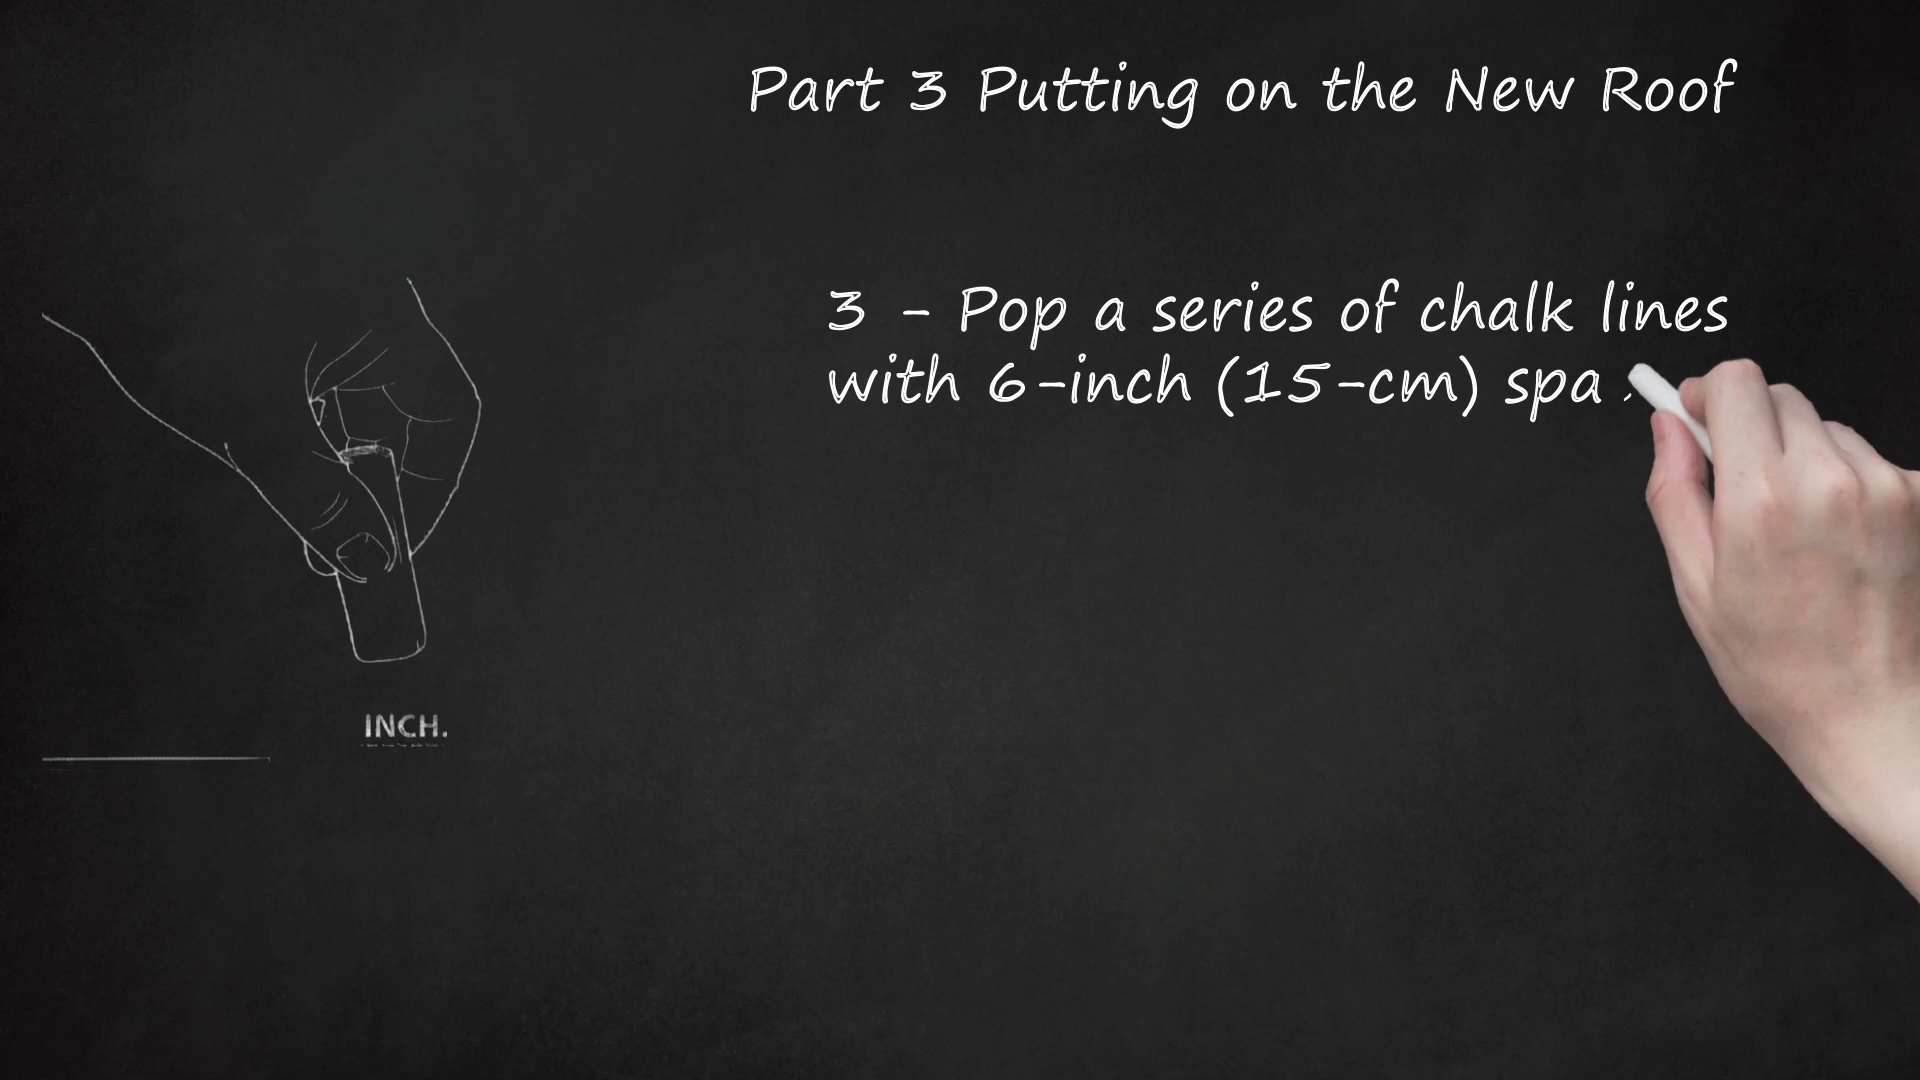 Part 3 Putting on the New Roof
3 - Pop a series of chalk lines
with 6-inch (15-cm) spa
INCH.